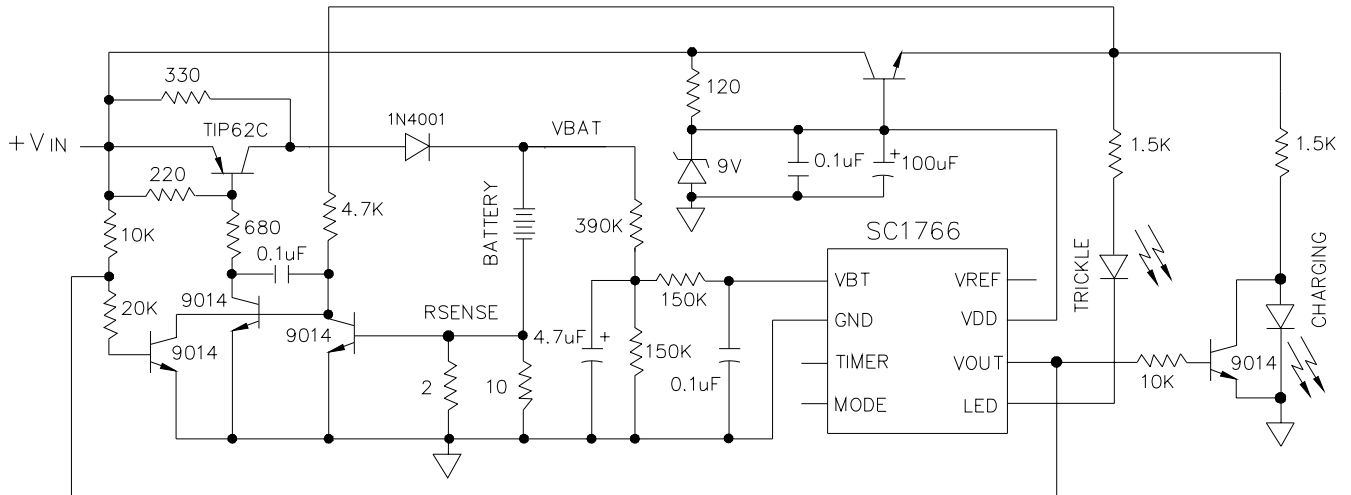 330
TIP62C
+VIN
220
10K
680
0.1uF
4.7K
20K
9014
9014
9014
1N4001
VBAT
BATTERY
RSENSE
2
10
390K
150K
150K
4.7uF +
0.1uF
120
9V
0.1uF
+
100uF
SC1766
VBT
GND
TIMER
MODE
VREF
VDD
VOUT
LED
1.5K
TRICKLE
1.5K
CHARGING
10K
9014